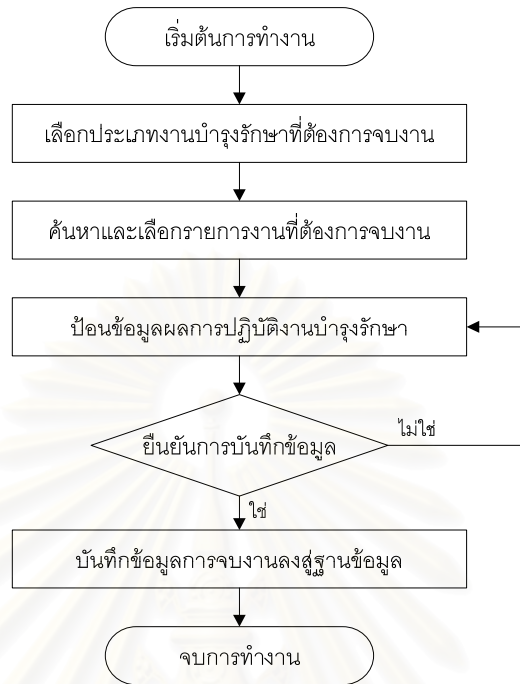 เริ่มต้นการทำงาน
เลือกประเภทงานบำรุงรักษาที่ต้องการจบงาน
ค้นหาและเลือกรายการงานที่ต้องการจบงาน
ป้อนข้อมูลผลการปฏิบัติงานบำรุงรักษา
ยืนยันการบันทึกข้อมูล
ไม่ใช่
ใช่
บันทึกข้อมูลการจบงานลงสู่ฐานข้อมูล
จบการทำงาน